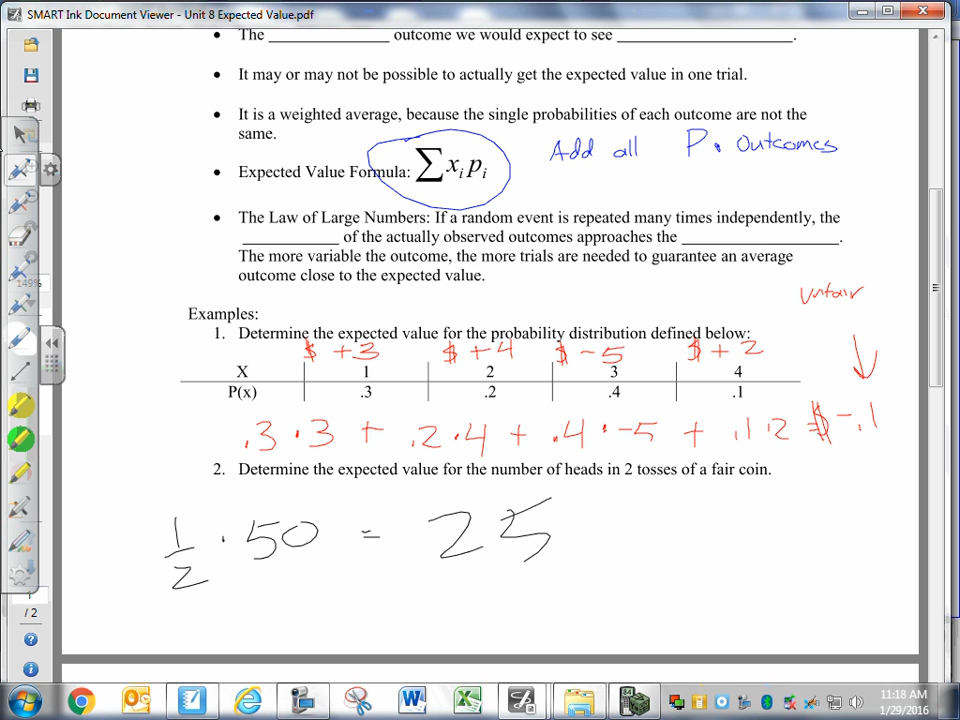 SMART Ink Document Viewer - Unit 8 Expected Value.pdf
• The ______________ outcome we would expect to see ____________________.
• It may or may not be possible to actually get the expected value in one trial.
• It is a weighted average, because the single probabilities of each outcome are not the
same.
Add all P • Outcomes
• Expected Value Formula: ∑ xᵢ pᵢ
• The Law of Large Numbers: If a random event is repeated many times independently, the
___________ of the actually observed outcomes approaches the __________________.
The more variable the outcome, the more trials are needed to guarantee an average
outcome close to the expected value.
149%
Unfair
Examples:
1. Determine the expected value for the probability distribution defined below:
$ +3 $ +4 $ -5 $ +2
X 1 2 3 4
P(x) .3 .2 .4 .1
.3 · 3 + .2 · 4 + .4 · -5 + .1 · 2 = $ -.1
2. Determine the expected value for the number of heads in 2 tosses of a fair coin.
1/2 · 50 = 25
1
/ 2
11:18 AM
1/29/2016